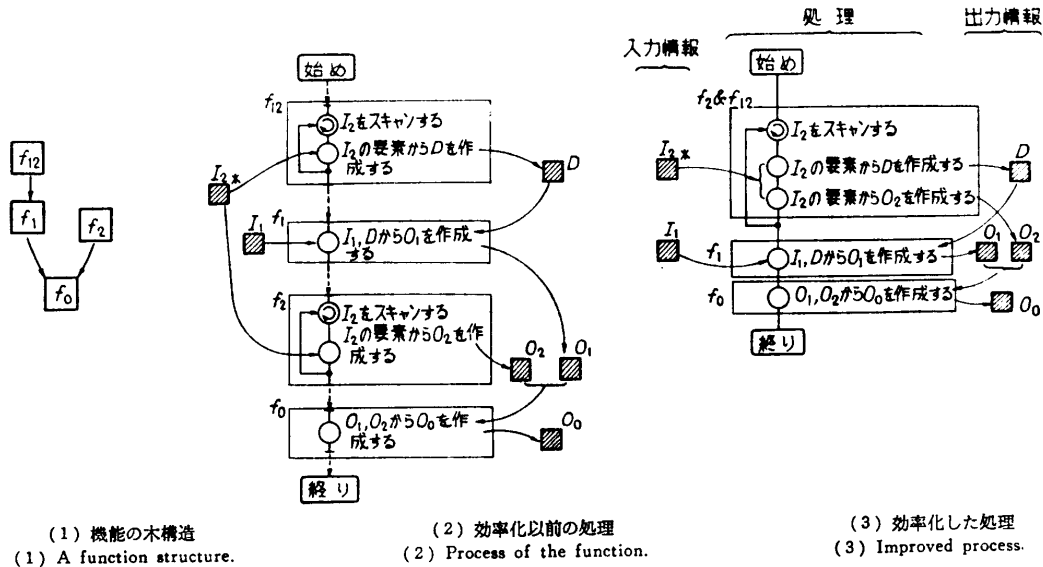 f12
f1
f2
f0
(1) 機能の木構造
(1) A function structure.
始め
f12
I2をスキャンする
I2の要素からDを作
成する
I2*
D
f1
I1
I1, DからO1を作成
する
f2
I2をスキャンする
I2の要素からO2を作
成する
O2
O1
f0
O1, O2からO0を作
成する
O0
終り
(2) 効率化以前の処理
(2) Process of the function.
処理
出力情報
入力情報
始め
f2&f12
I2をスキャンする
I2*
I2の要素からDを作成する
D
I2の要素からO2を作成する
I1
f1
I1, DからO1を作成する
O1
O2
f0
O1, O2からO0を作成する
O0
終り
(3) 効率化した処理
(3) Improved process.